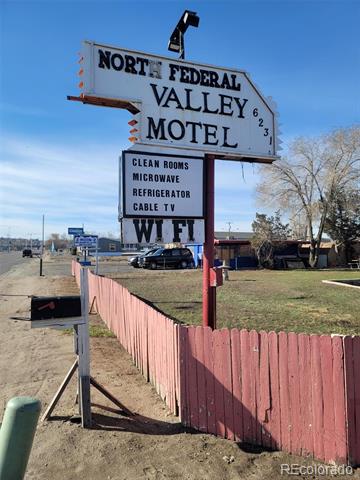 NORTH FEDERAL
VALLEY
MOTEL
6231
CLEAN ROOMS
MICROWAVE
REFRIGERATOR
CABLE TV
WI FI
REcolorado